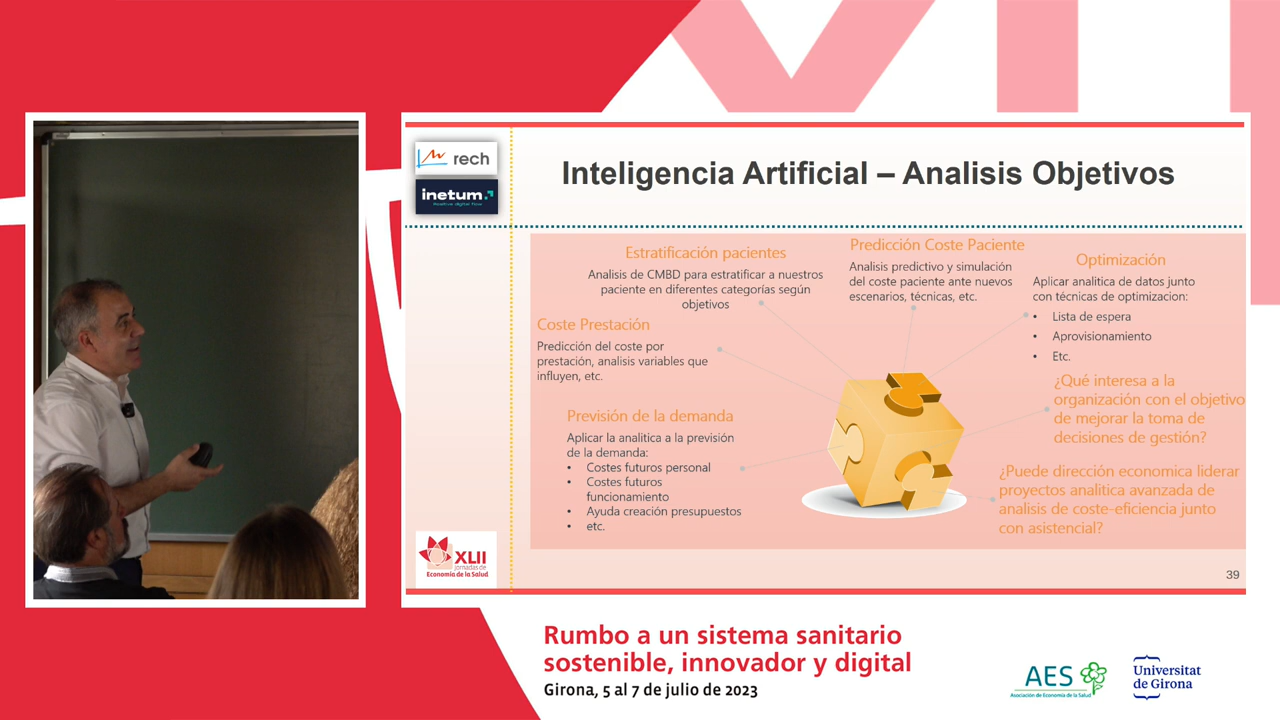 rech
inetum.
Positive digital flow
Inteligencia Artificial – Analisis Objetivos
Estratificación pacientes
Analisis de CMBD para estratificar a nuestros
paciente en diferentes categorías según
objetivos
Predicción Coste Paciente
Analisis predictivo y simulación
del coste paciente ante nuevos
escenarios, técnicas, etc.
Optimización
Aplicar analitica de datos junto
con técnicas de optimizacion:
• Lista de espera
• Aprovisionamiento
• Etc.
Coste Prestación
Predicción del coste por
prestación, analisis variables que
influyen, etc.
Previsión de la demanda
Aplicar la analitica a la previsión
de la demanda:
• Costes futuros personal
• Costes futuros
funcionamiento
• Ayuda creación presupuestos
• etc.
¿Qué interesa a la
organización con el objetivo
de mejorar la toma de
decisiones de gestión?
¿Puede dirección economica liderar
proyectos analitica avanzada de
analisis de coste-eficiencia junto
con asistencial?
XLII
jornadas de
Economía de la Salud
39
Rumbo a un sistema sanitario
sostenible, innovador y digital
Girona, 5 al 7 de julio de 2023
AES
Asociación de Economía de la Salud
Universitat
de Girona